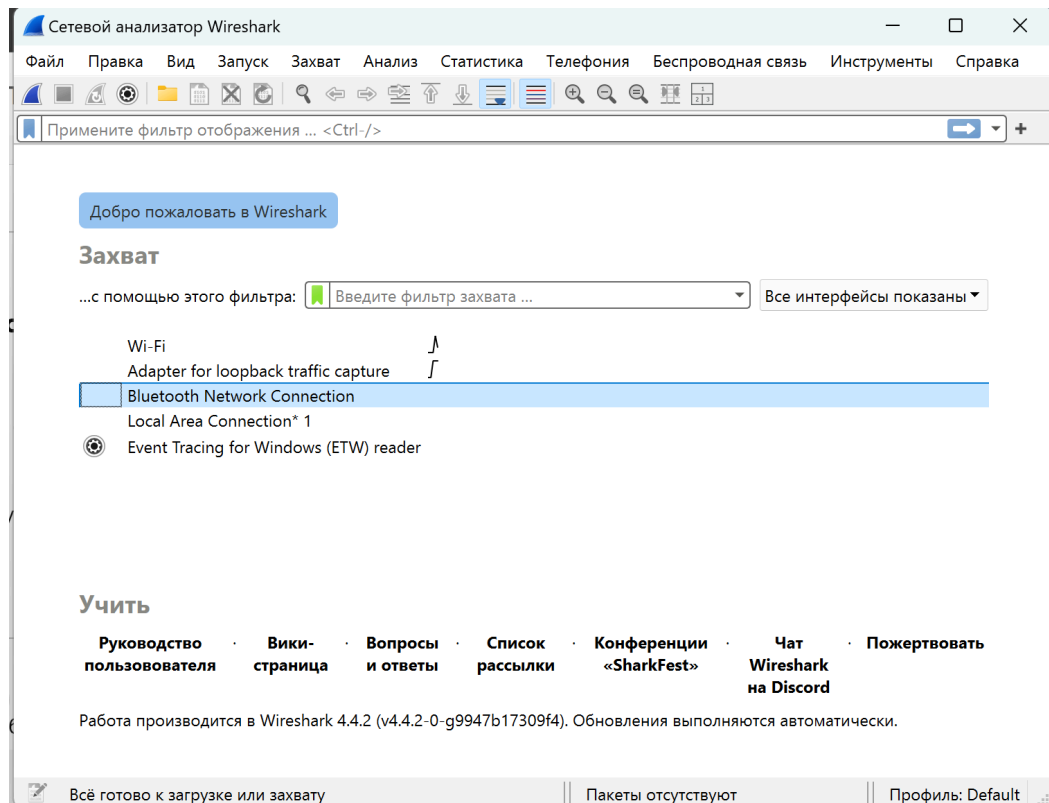 Сетевой анализатор Wireshark
Файл Правка Вид Запуск Захват Анализ Статистика Телефония Беспроводная связь Инструменты Справка
Примените фильтр отображения ... <Ctrl-/>
Добро пожаловать в Wireshark
Захват
...с помощью этого фильтра: Введите фильтр захвата ... Все интерфейсы показаны
Wi-Fi
Adapter for loopback traffic capture
Bluetooth Network Connection
Local Area Connection* 1
Event Tracing for Windows (ETW) reader
Учить
Руководство · Вики- · Вопросы · Список · Конференции · Чат · Пожертвовать
пользовователя страница и ответы рассылки «SharkFest» Wireshark
на Discord
Работа производится в Wireshark 4.4.2 (v4.4.2-0-g9947b17309f4). Обновления выполняются автоматически.
Всё готово к загрузке или захвату Пакеты отсутствуют Профиль: Default